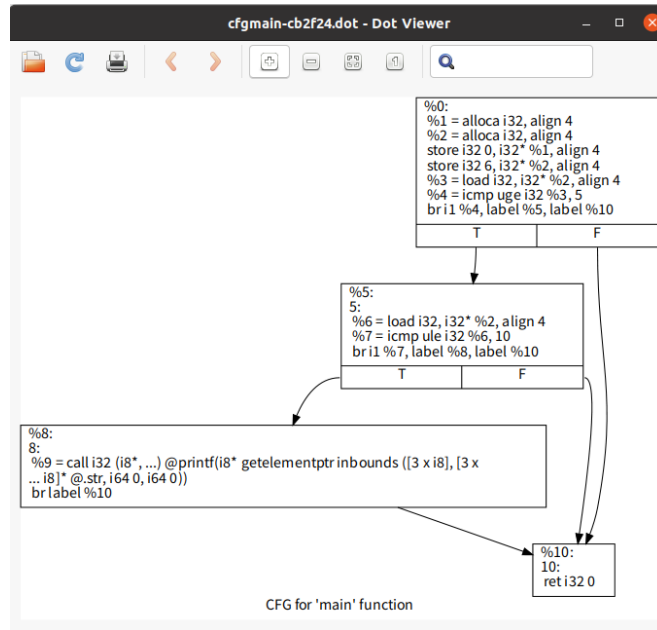 cfgmain-cb2f24.dot - Dot Viewer
%0:
%1 = alloca i32, align 4
%2 = alloca i32, align 4
store i32 0, i32* %1, align 4
store i32 6, i32* %2, align 4
%3 = load i32, i32* %2, align 4
%4 = icmp uge i32 %3, 5
br i1 %4, label %5, label %10
T F
%5:
5:
%6 = load i32, i32* %2, align 4
%7 = icmp ule i32 %6, 10
br i1 %7, label %8, label %10
T F
%8:
8:
%9 = call i32 (i8*, ...) @printf(i8* getelementptr inbounds ([3 x i8], [3 x
... i8]* @.str, i64 0, i64 0))
br label %10
%10:
10:
ret i32 0
CFG for 'main' function